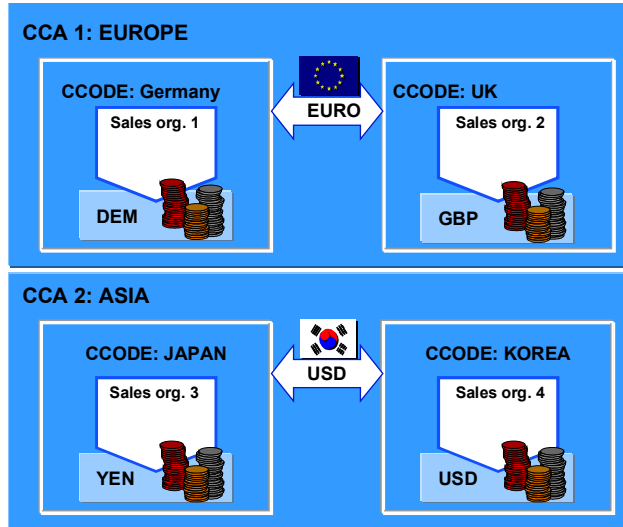 CCA 1: EUROPE
CCODE: Germany
Sales org. 1
DEM
EURO
CCODE: UK
Sales org. 2
GBP
CCA 2: ASIA
CCODE: JAPAN
Sales org. 3
YEN
USD
CCODE: KOREA
Sales org. 4
USD